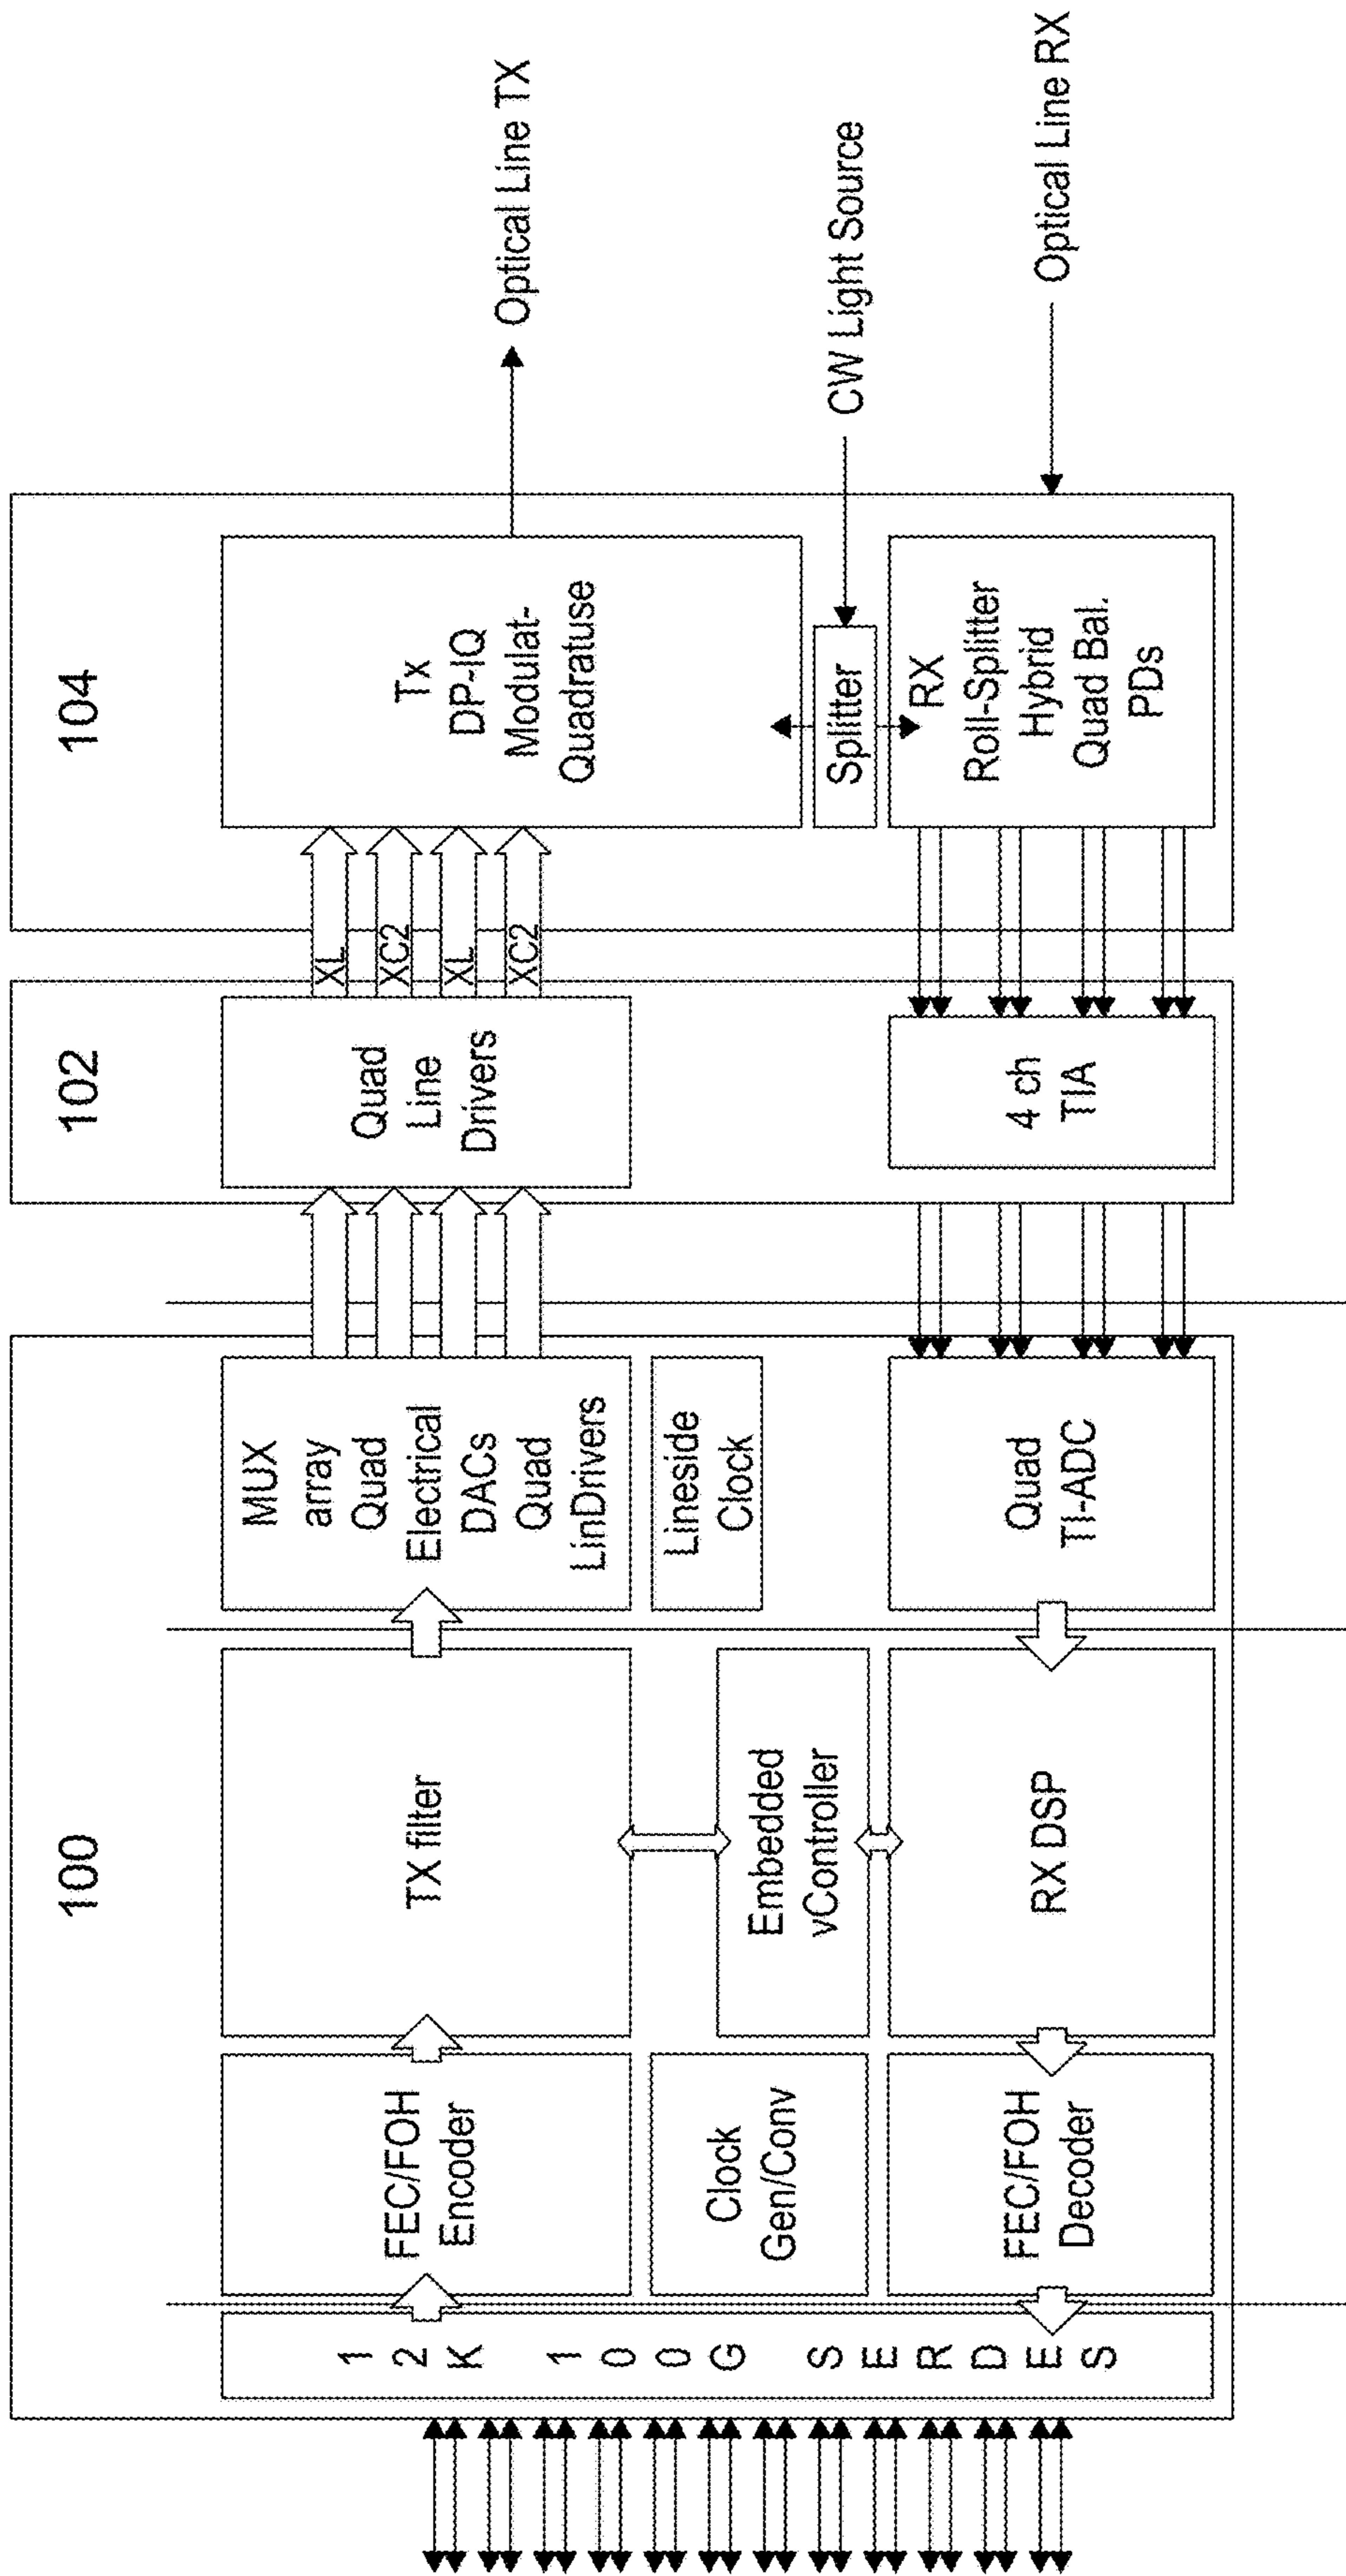 100
12K 100G SERDES
FEC/FOH
Encoder
TX filter
MUX
array
Quad
Electrical
DACs
Quad
LinDrivers
Clock
Gen/Conv
Embedded
vController
Lineside
Clock
FEC/FOH
Decoder
RX DSP
Quad
TI-ADC
102
Quad
Line
Drivers
XL
XC2
XL
XC2
4 ch
TIA
104
Tx
DP-IQ
Modulat-
Quadratuse
Splitter
RX
Roll-Splitter
Hybrid
Quad Bal.
PDs
Optical Line TX
CW Light Source
Optical Line RX